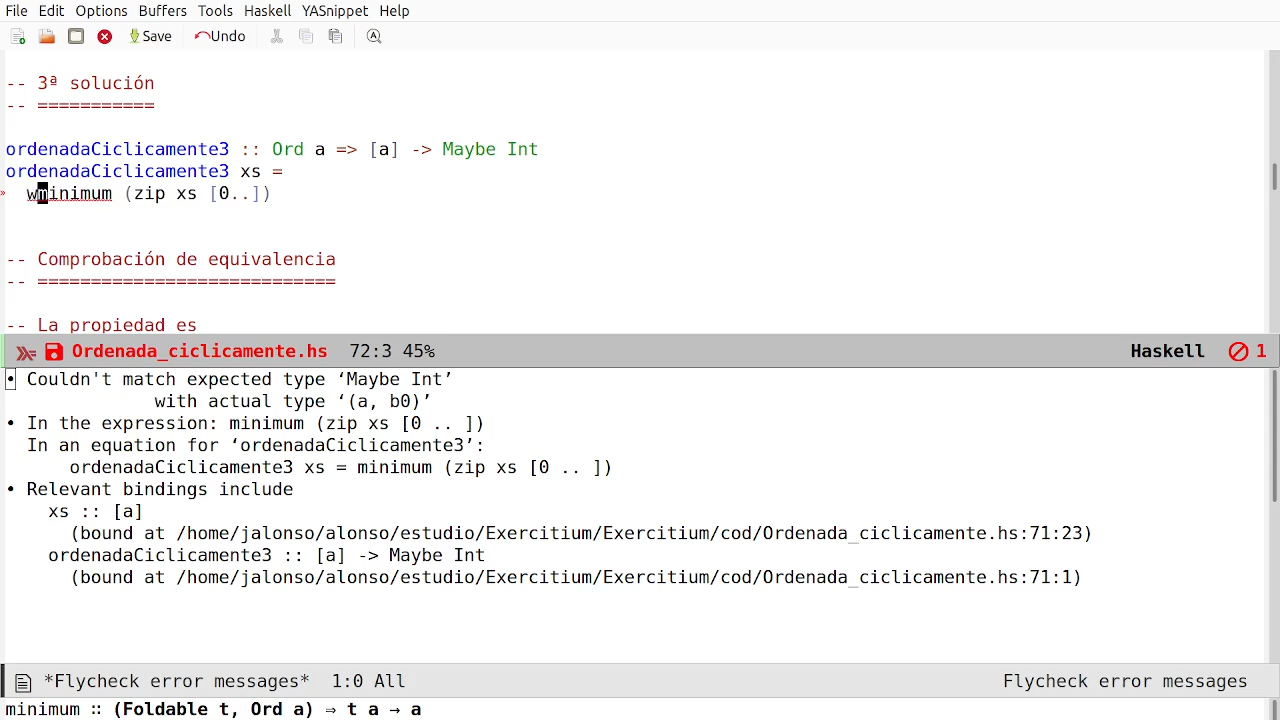 File Edit Options Buffers Tools Haskell YASnippet Help
Save Undo
-- 3ª solución
-- ===========
ordenadaCiclicamente3 :: Ord a => [a] -> Maybe Int
ordenadaCiclicamente3 xs =
» wminimum (zip xs [0..])
-- Comprobación de equivalencia
-- ============================
-- La propiedad es
Ordenada_ciclicamente.hs 72:3 45% Haskell 1
• Couldn't match expected type ‘Maybe Int’
with actual type ‘(a, b0)’
• In the expression: minimum (zip xs [0 .. ])
In an equation for ‘ordenadaCiclicamente3’:
ordenadaCiclicamente3 xs = minimum (zip xs [0 .. ])
• Relevant bindings include
xs :: [a]
(bound at /home/jalonso/alonso/estudio/Exercitium/Exercitium/cod/Ordenada_ciclicamente.hs:71:23)
ordenadaCiclicamente3 :: [a] -> Maybe Int
(bound at /home/jalonso/alonso/estudio/Exercitium/Exercitium/cod/Ordenada_ciclicamente.hs:71:1)
*Flycheck error messages* 1:0 All Flycheck error messages
minimum ∷ (Foldable t, Ord a) ⇒ t a → a